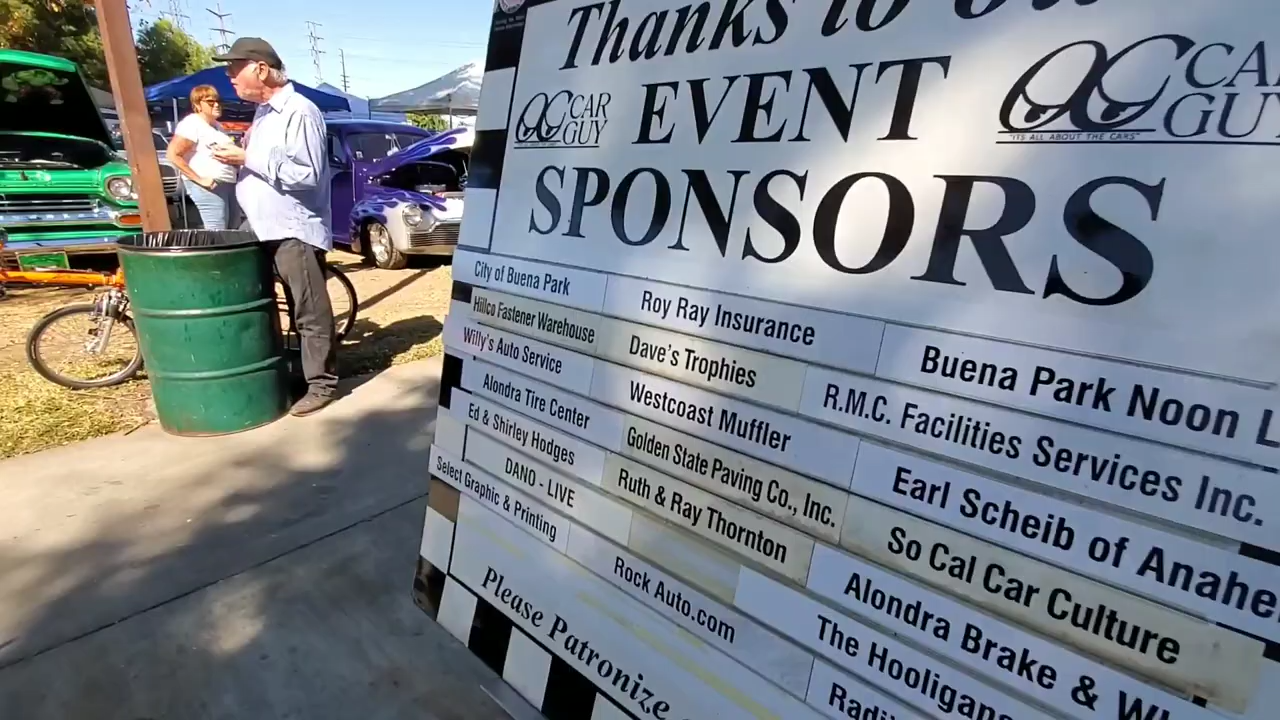 Thanks to
OC CAR GUY
EVENT
OC
GUY
"ITS ALL ABOUT THE CARS"
SPONSORS
City of Buena Park
Roy Ray Insurance
Buena Park Noon
Hillco Fastener Warehouse
Dave's Trophies
R.M.C. Facilities Services Inc.
Willy's Auto Service
Westcoast Muffler
Earl Scheib of
Alondra Tire Center
Golden State Paving Co., Inc.
So Cal Car Culture
Ed & Shirley Hodges
Ruth & Ray Thornton
Alondra Brake &
DANO - LIVE
The Hooligans
Select Graphic & Printing
Rock Auto.com
Please Patronize